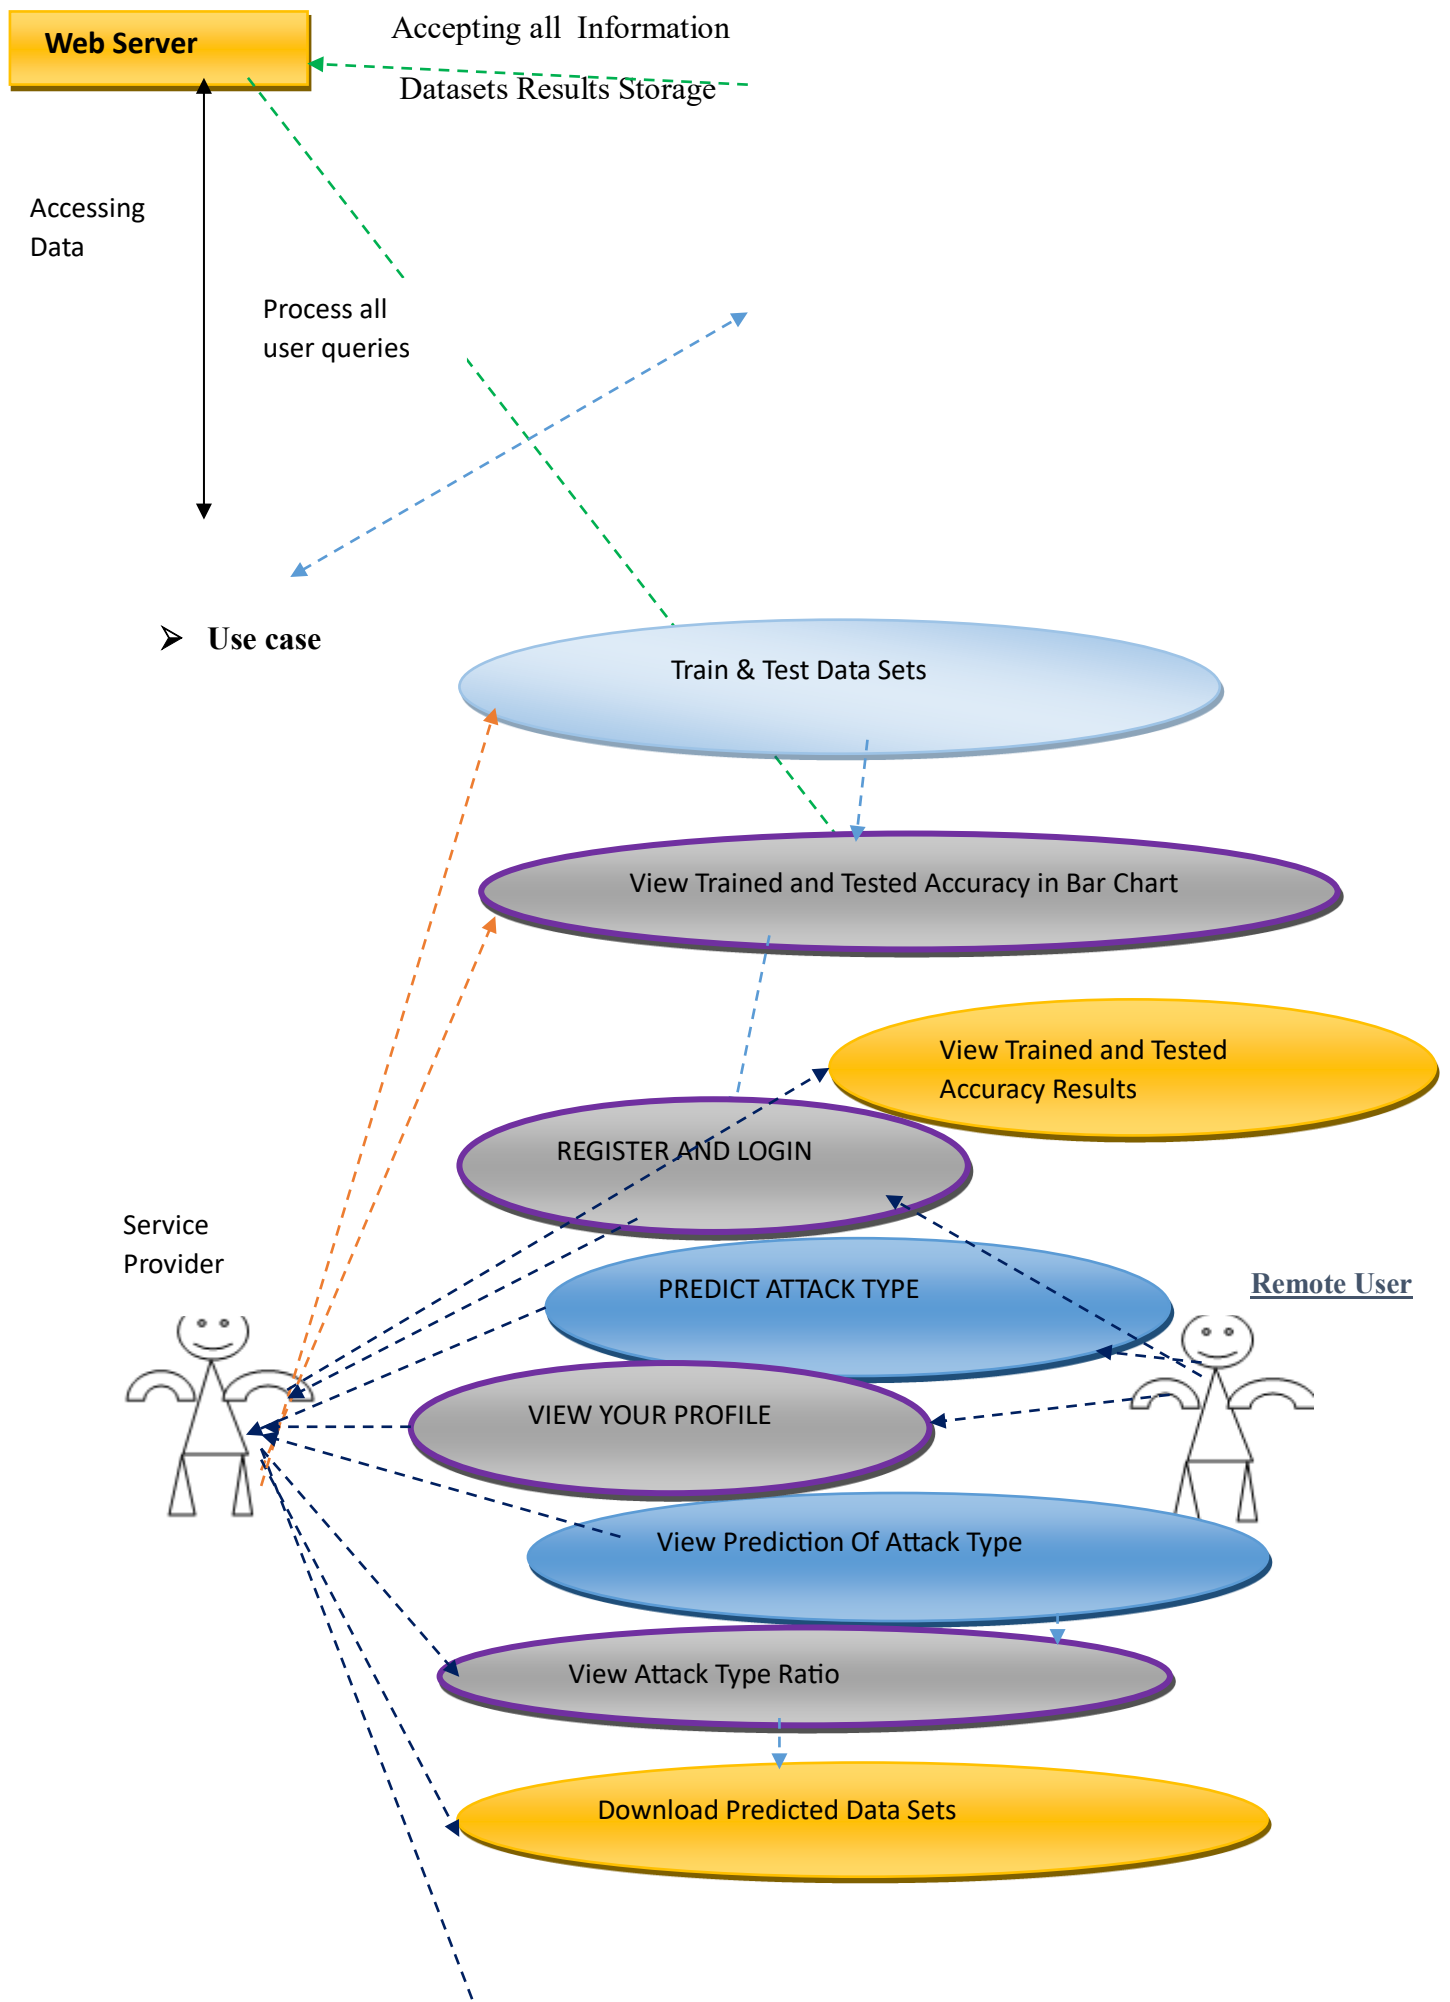 Web Server
Accepting all Information
Datasets Results Storage
Accessing
Data
Process all
user queries
➢ Use case
Train & Test Data Sets
View Trained and Tested Accuracy in Bar Chart
View Trained and Tested
Accuracy Results
REGISTER AND LOGIN
Service
Provider
PREDICT ATTACK TYPE
Remote User
VIEW YOUR PROFILE
View Prediction Of Attack Type
View Attack Type Ratio
Download Predicted Data Sets